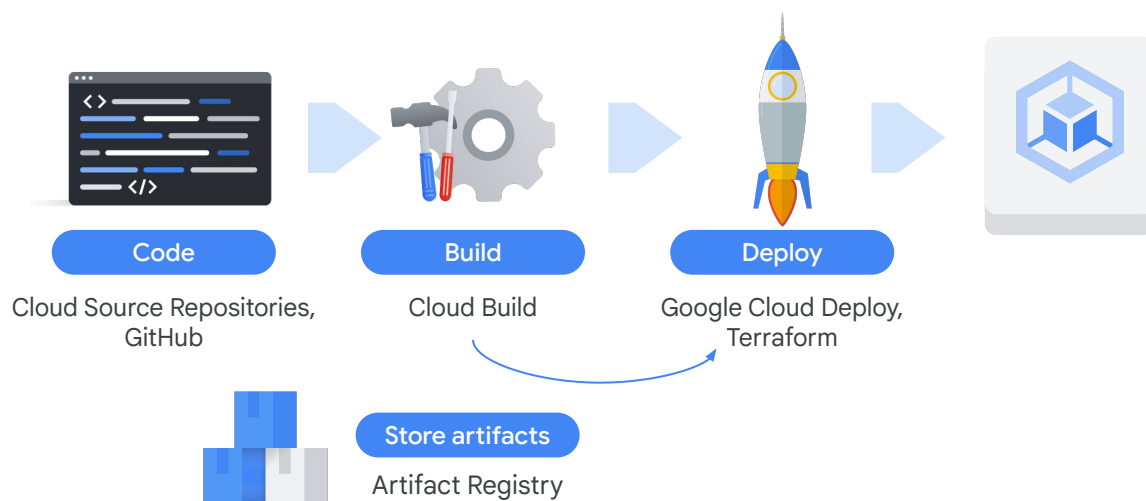 Code
Build
Deploy
Cloud Source Repositories,
GitHub
Cloud Build
Google Cloud Deploy,
Terraform
Store artifacts
Artifact Registry